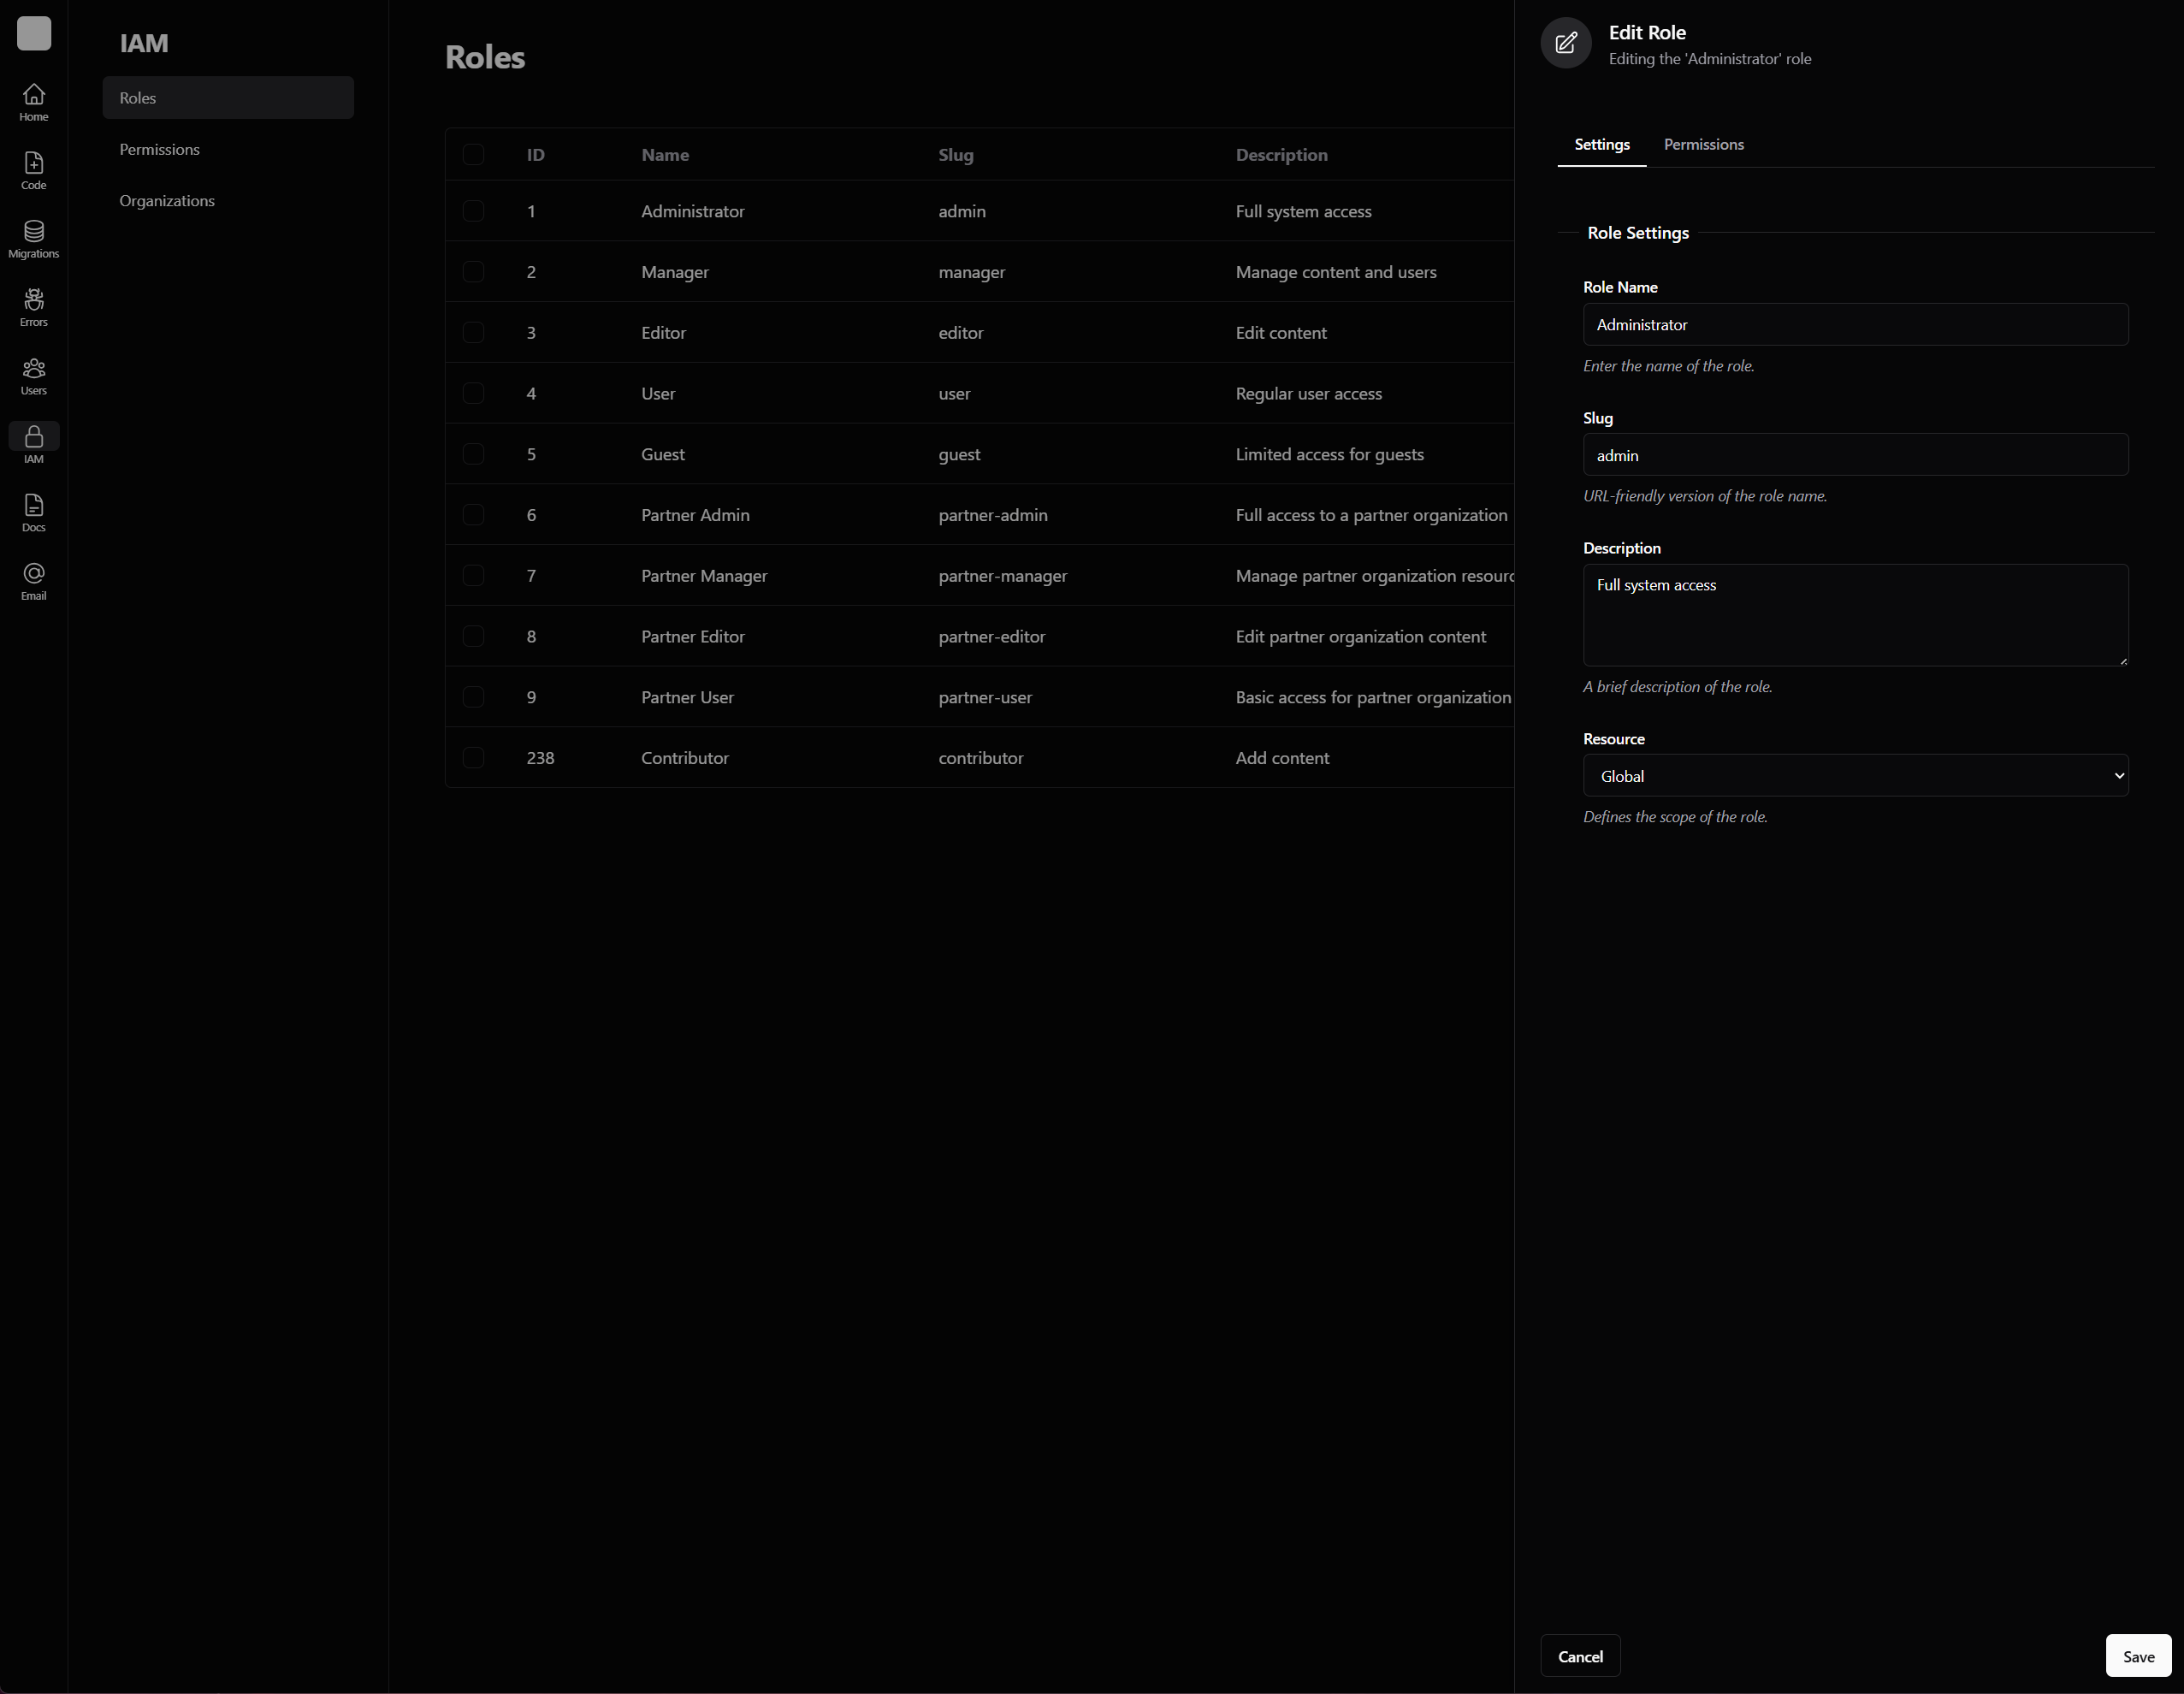 Home
Code
Migrations
Errors
Users
IAM
Docs
Email
IAM
Roles
Permissions
Organizations
Roles
ID Name Slug Description
1 Administrator admin Full system access
2 Manager manager Manage content and users
3 Editor editor Edit content
4 User user Regular user access
5 Guest guest Limited access for guests
6 Partner Admin partner-admin Full access to a partner organization
7 Partner Manager partner-manager Manage partner organization
8 Partner Editor partner-editor Edit partner organization content
9 Partner User partner-user Basic access for partner organization
238 Contributor contributor Add content
Edit Role
Editing the 'Administrator' role
Settings Permissions
Role Settings
Role Name
Administrator
Enter the name of the role.
Slug
admin
URL-friendly version of the role name.
Description
Full system access
A brief description of the role.
Resource
Global
Defines the scope of the role.
Cancel Save